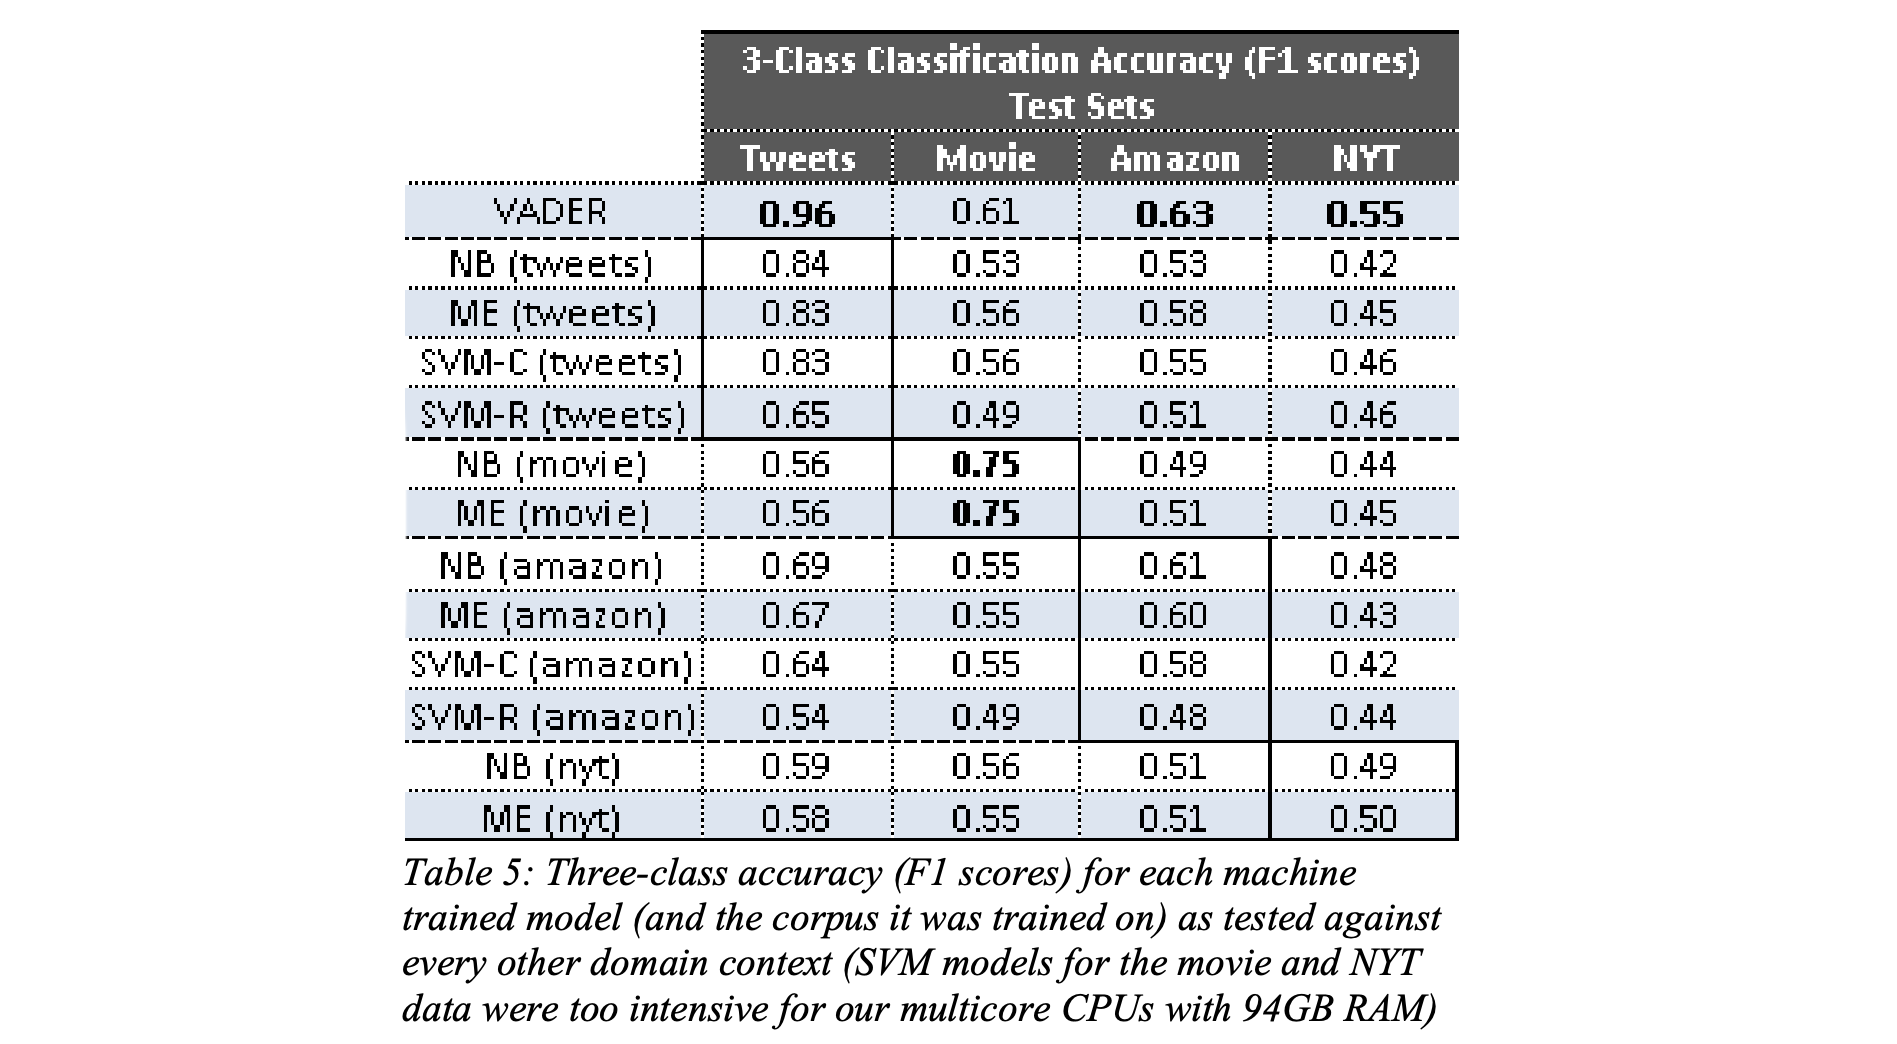 3-Class Classification Accuracy (F1 scores)
Test Sets
Tweets Movie Amazon NYT
VADER 0.96 0.61 0.63 0.55
NB (tweets) 0.84 0.53 0.53 0.42
ME (tweets) 0.83 0.56 0.58 0.45
SVM-C (tweets) 0.83 0.56 0.55 0.46
SVM-R (tweets) 0.65 0.49 0.51 0.46
NB (movie) 0.56 0.75 0.49 0.44
ME (movie) 0.56 0.75 0.51 0.45
NB (amazon) 0.69 0.55 0.61 0.48
ME (amazon) 0.67 0.55 0.60 0.43
SVM-C (amazon) 0.64 0.55 0.58 0.42
SVM-R (amazon) 0.54 0.49 0.48 0.44
NB (nyt) 0.59 0.56 0.51 0.49
ME (nyt) 0.58 0.55 0.51 0.50
Table 5: Three-class accuracy (F1 scores) for each machine
trained model (and the corpus it was trained on) as tested against
every other domain context (SVM models for the movie and NYT
data were too intensive for our multicore CPUs with 94GB RAM)